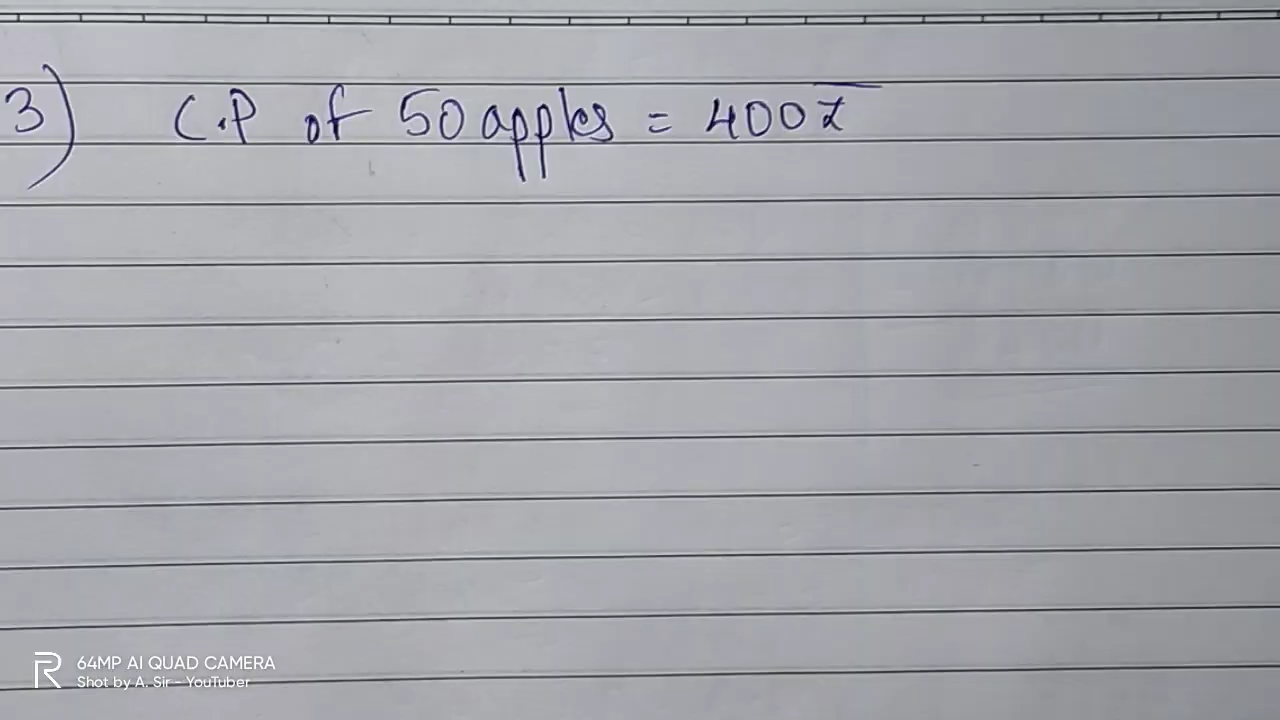 3) C.P of 50 apples = 400 ₹
64MP AI QUAD CAMERA
Shot by A. Sir - YouTuber